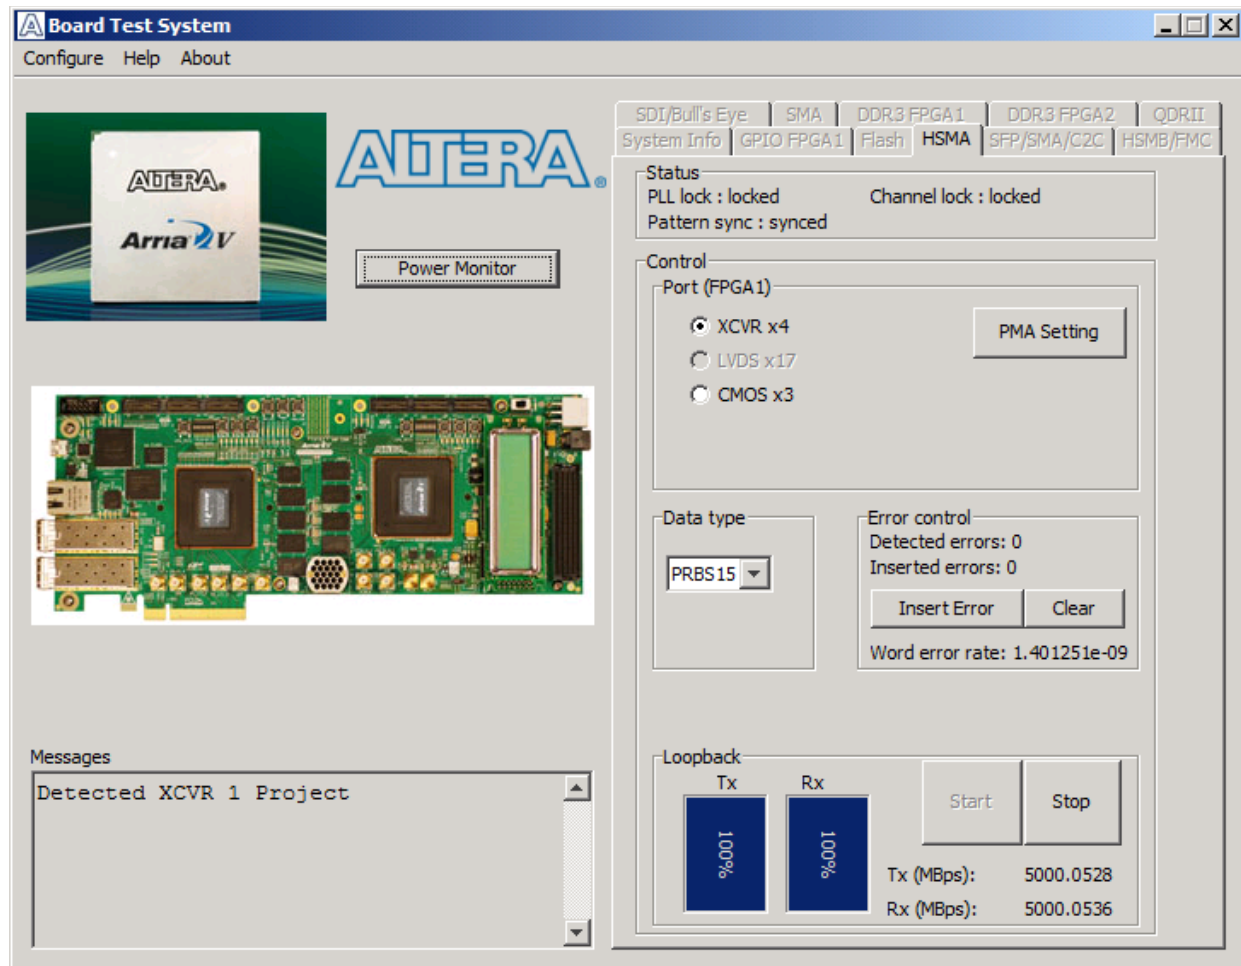 Board Test System
Configure Help About
SDI/Bull's Eye SMA DDR3 FPGA1 DDR3 FPGA2 QDRII
System Info GPIO FPGA1 Flash HSMA SFP/SMA/C2C HSMB/FMC
ALTERA®
ALTERA®
Arria V
Power Monitor
Status
PLL lock : locked Channel lock : locked
Pattern sync : synced
Control
Port (FPGA1)
XCVR x4
PMA Setting
LVDS x17
CMOS x3
Data type
PRBS15
Error control
Detected errors: 0
Inserted errors: 0
Insert Error Clear
Word error rate: 1.401251e-09
Messages
Detected XCVR 1 Project
Loopback
Tx Rx
100% 100%
Start Stop
Tx (MBps): 5000.0528
Rx (MBps): 5000.0536